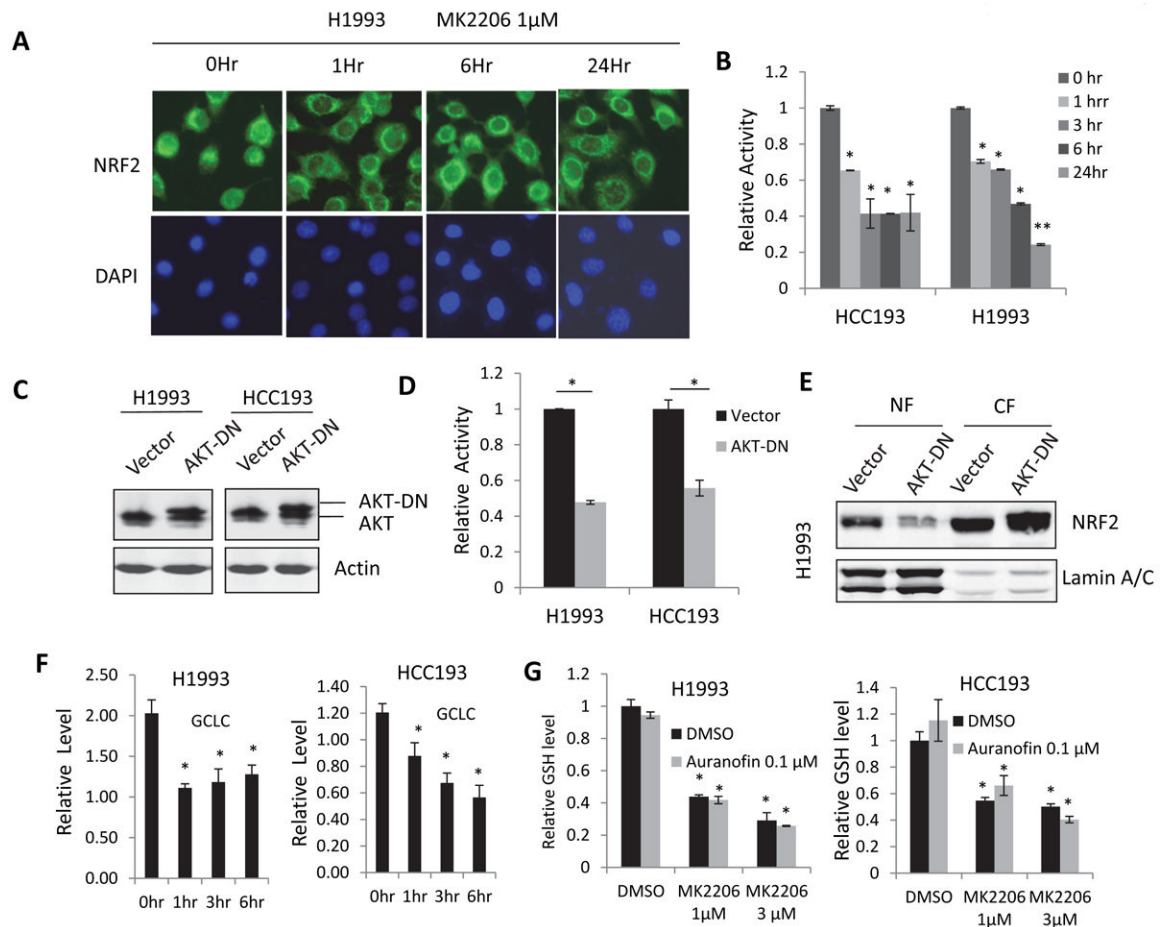 H1993 MK2206 1µM
A
0Hr 1Hr 6Hr 24Hr
NRF2
DAPI
B
Relative Activity
1.2
1
0.8
0.6
0.4
0.2
0
* * * *
* * * **
HCC193 H1993
0 hr
1 hrr
3 hr
6 hr
24hr
C
H1993 HCC193
Vector AKT-DN Vector AKT-DN
AKT-DN
AKT
Actin
D
Relative Activity
1.2
1
0.8
0.6
0.4
0.2
0
* *
Vector
AKT-DN
H1993 HCC193
E
NF CF
Vector AKT-DN Vector AKT-DN
H1993
NRF2
Lamin A/C
F
H1993
GCLC
Relative Level
2.50
2.00
1.50
1.00
0.50
0.00
* * *
0hr 1hr 3hr 6hr
HCC193
GCLC
Relative Level
1.40
1.20
1.00
0.80
0.60
0.40
0.20
0.00
* * *
0hr 1hr 3hr 6hr
G
H1993
DMSO
Auranofin 0.1 µM
Relative GSH level
1.2
1
0.8
0.6
0.4
0.2
0
* * * *
DMSO MK2206 MK2206
1µM 3 µM
HCC193
DMSO
Auranofin 0.1 µM
Relative GSH level
1.4
1.2
1
0.8
0.6
0.4
0.2
0
* * * *
DMSO MK2206 MK2206
1µM 3µM